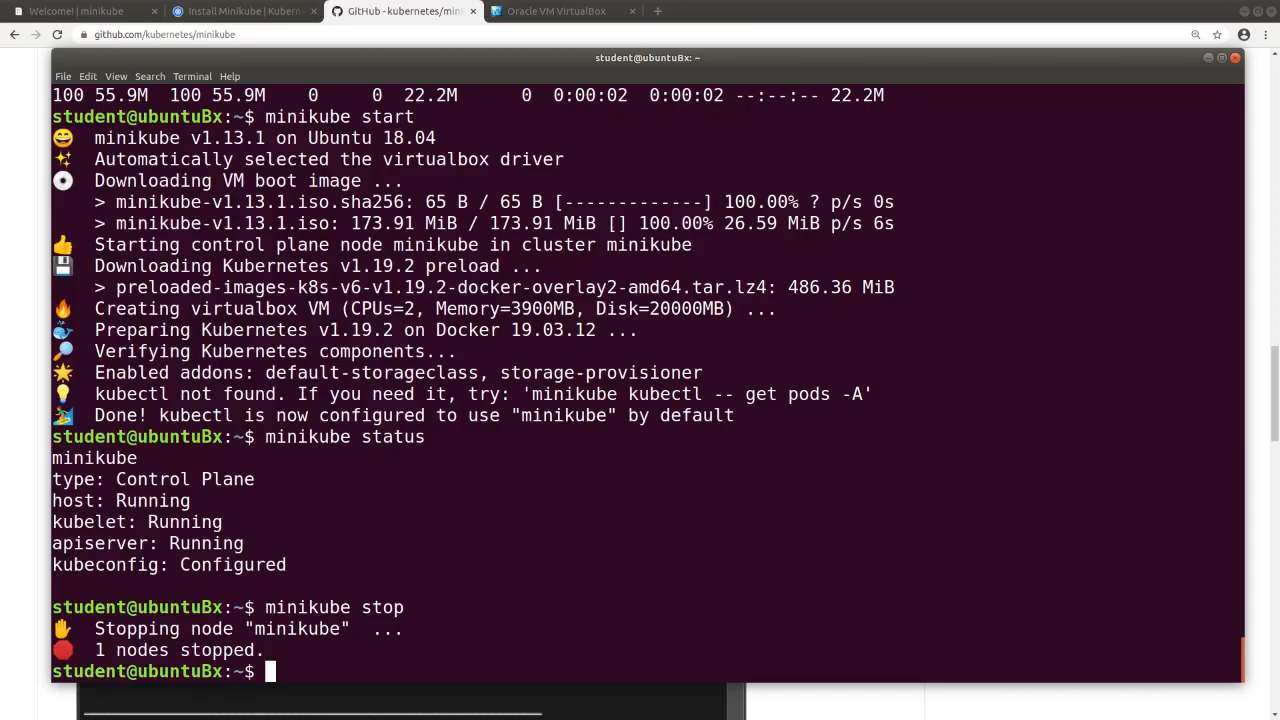 Welcome! | minikube
Install Minikube | Kubern
GitHub - kubernetes/mini
Oracle VM VirtualBox
github.com/kubernetes/minikube
student@ubuntuBx: ~
File Edit View Search Terminal Help
100 55.9M  100 55.9M    0     0  22.2M      0  0:00:02  0:00:02 --:--:-- 22.2M
student@ubuntuBx:~$ minikube start
😄  minikube v1.13.1 on Ubuntu 18.04
✨  Automatically selected the virtualbox driver
💿  Downloading VM boot image ...
    > minikube-v1.13.1.iso.sha256: 65 B / 65 B [-------------] 100.00% ? p/s 0s
    > minikube-v1.13.1.iso: 173.91 MiB / 173.91 MiB [] 100.00% 26.59 MiB p/s 6s
👍  Starting control plane node minikube in cluster minikube
💾  Downloading Kubernetes v1.19.2 preload ...
    > preloaded-images-k8s-v6-v1.19.2-docker-overlay2-amd64.tar.lz4: 486.36 MiB
🔥  Creating virtualbox VM (CPUs=2, Memory=3900MB, Disk=20000MB) ...
🐳  Preparing Kubernetes v1.19.2 on Docker 19.03.12 ...
🔎  Verifying Kubernetes components...
🌟  Enabled addons: default-storageclass, storage-provisioner
💡  kubectl not found. If you need it, try: 'minikube kubectl -- get pods -A'
🏄  Done! kubectl is now configured to use "minikube" by default
student@ubuntuBx:~$ minikube status
minikube
type: Control Plane
host: Running
kubelet: Running
apiserver: Running
kubeconfig: Configured
student@ubuntuBx:~$ minikube stop
✋  Stopping node "minikube"  ...
🛑  1 nodes stopped.
student@ubuntuBx:~$